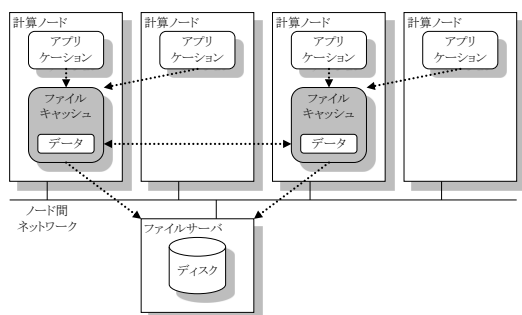 計算ノード
計算ノード
計算ノード
計算ノード
アプリ
ケーション
アプリ
ケーション
アプリ
ケーション
アプリ
ケーション
ファイル
キャッシュ
データ
ファイル
キャッシュ
データ
ノード間
ネットワーク
ファイルサーバ
ディスク